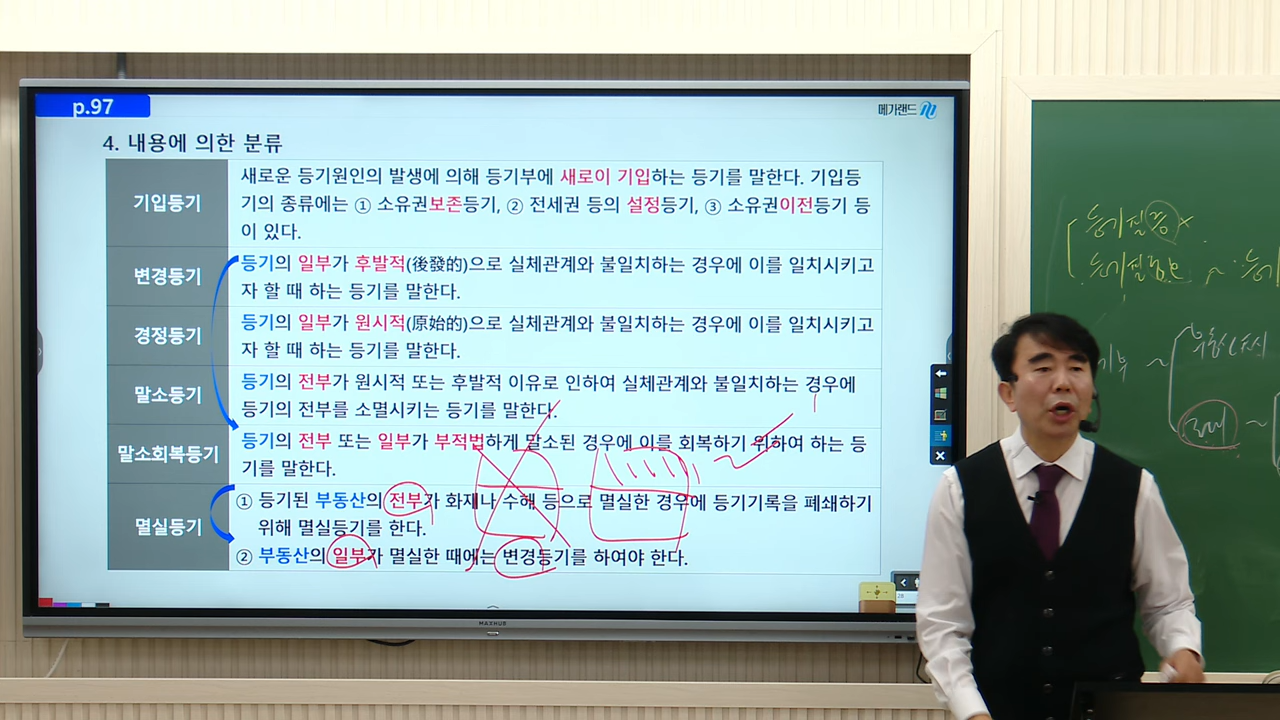 p.97
메가랜드
4. 내용에 의한 분류
기입등기
새로운 등기원인의 발생에 의해 등기부에 새로이 기입하는 등기를 말한다. 기입등
기의 종류에는 ① 소유권보존등기, ② 전세권 등의 설정등기, ③ 소유권이전등기 등
이 있다.
변경등기
등기의 일부가 후발적(後發的)으로 실체관계와 불일치하는 경우에 이를 일치시키고
자 할 때 하는 등기를 말한다.
경정등기
등기의 일부가 원시적(原始的)으로 실체관계와 불일치하는 경우에 이를 일치시키고
자 할 때 하는 등기를 말한다.
말소등기
등기의 전부가 원시적 또는 후발적 이유로 인하여 실체관계와 불일치하는 경우에
등기의 전부를 소멸시키는 등기를 말한다.
말소회복등기
등기의 전부 또는 일부가 부적법하게 말소된 경우에 이를 회복하기 위하여 하는 등
기를 말한다.
멸실등기
① 등기된 부동산의 전부가 화재나 수해 등으로 멸실한 경우에 등기기록을 폐쇄하기
위해 멸실등기를 한다.
② 부동산의 일부가 멸실한 때에는 변경등기를 하여야 한다.
MAXHUB